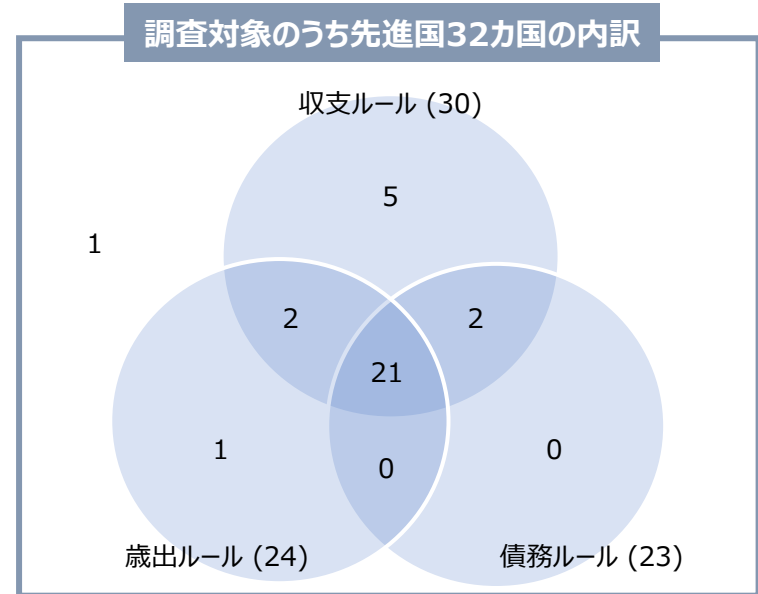 調査対象のうち先進国32カ国の内訳
収支ルール (30)
5
1
2
2
21
1
0
0
歳出ルール (24)
債務ルール (23)